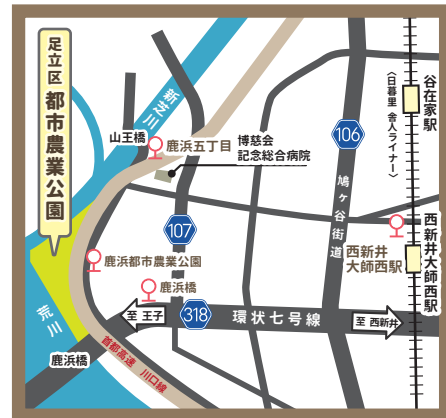 足立区 都市農業公園
新芝川
山王橋
鹿浜五丁目
博慈会
記念総合病院
106
鳩ヶ谷街道
谷在家駅
〈日暮里 舎人ライナー〉
107
鹿浜都市農業公園
鹿浜橋
西新井
大師西駅
西新井大師西駅
荒川
至 王子
318
環状七号線
至 西新井
鹿浜橋
首都高速 川口線